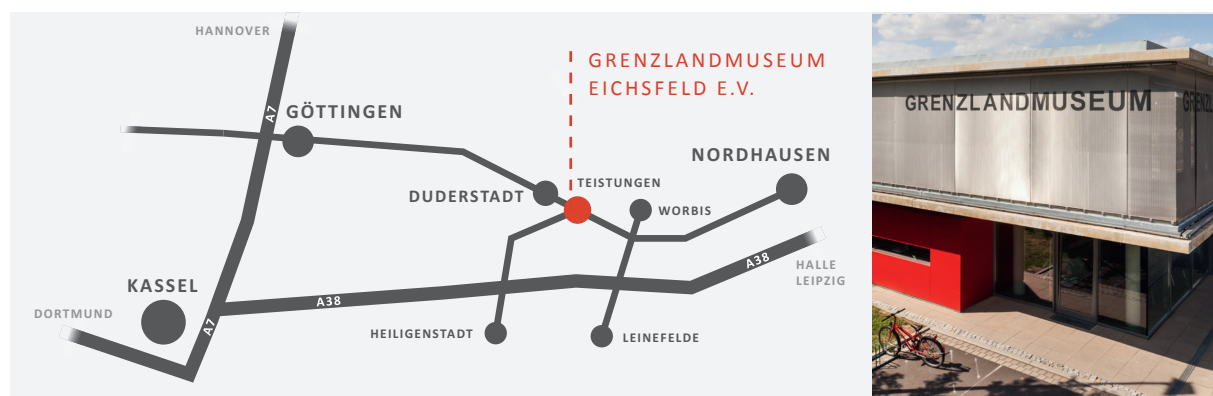 HANNOVER
GRENZLANDMUSEUM
EICHSFELD E.V.
A7
GÖTTINGEN
NORDHAUSEN
TEISTUNGEN
DUDERSTADT
WORBIS
A38
HALLE
LEIPZIG
KASSEL
A38
DORTMUND
A7
HEILIGENSTADT
LEINEFELDE
GRENZLANDMUSEUM
GRENZL